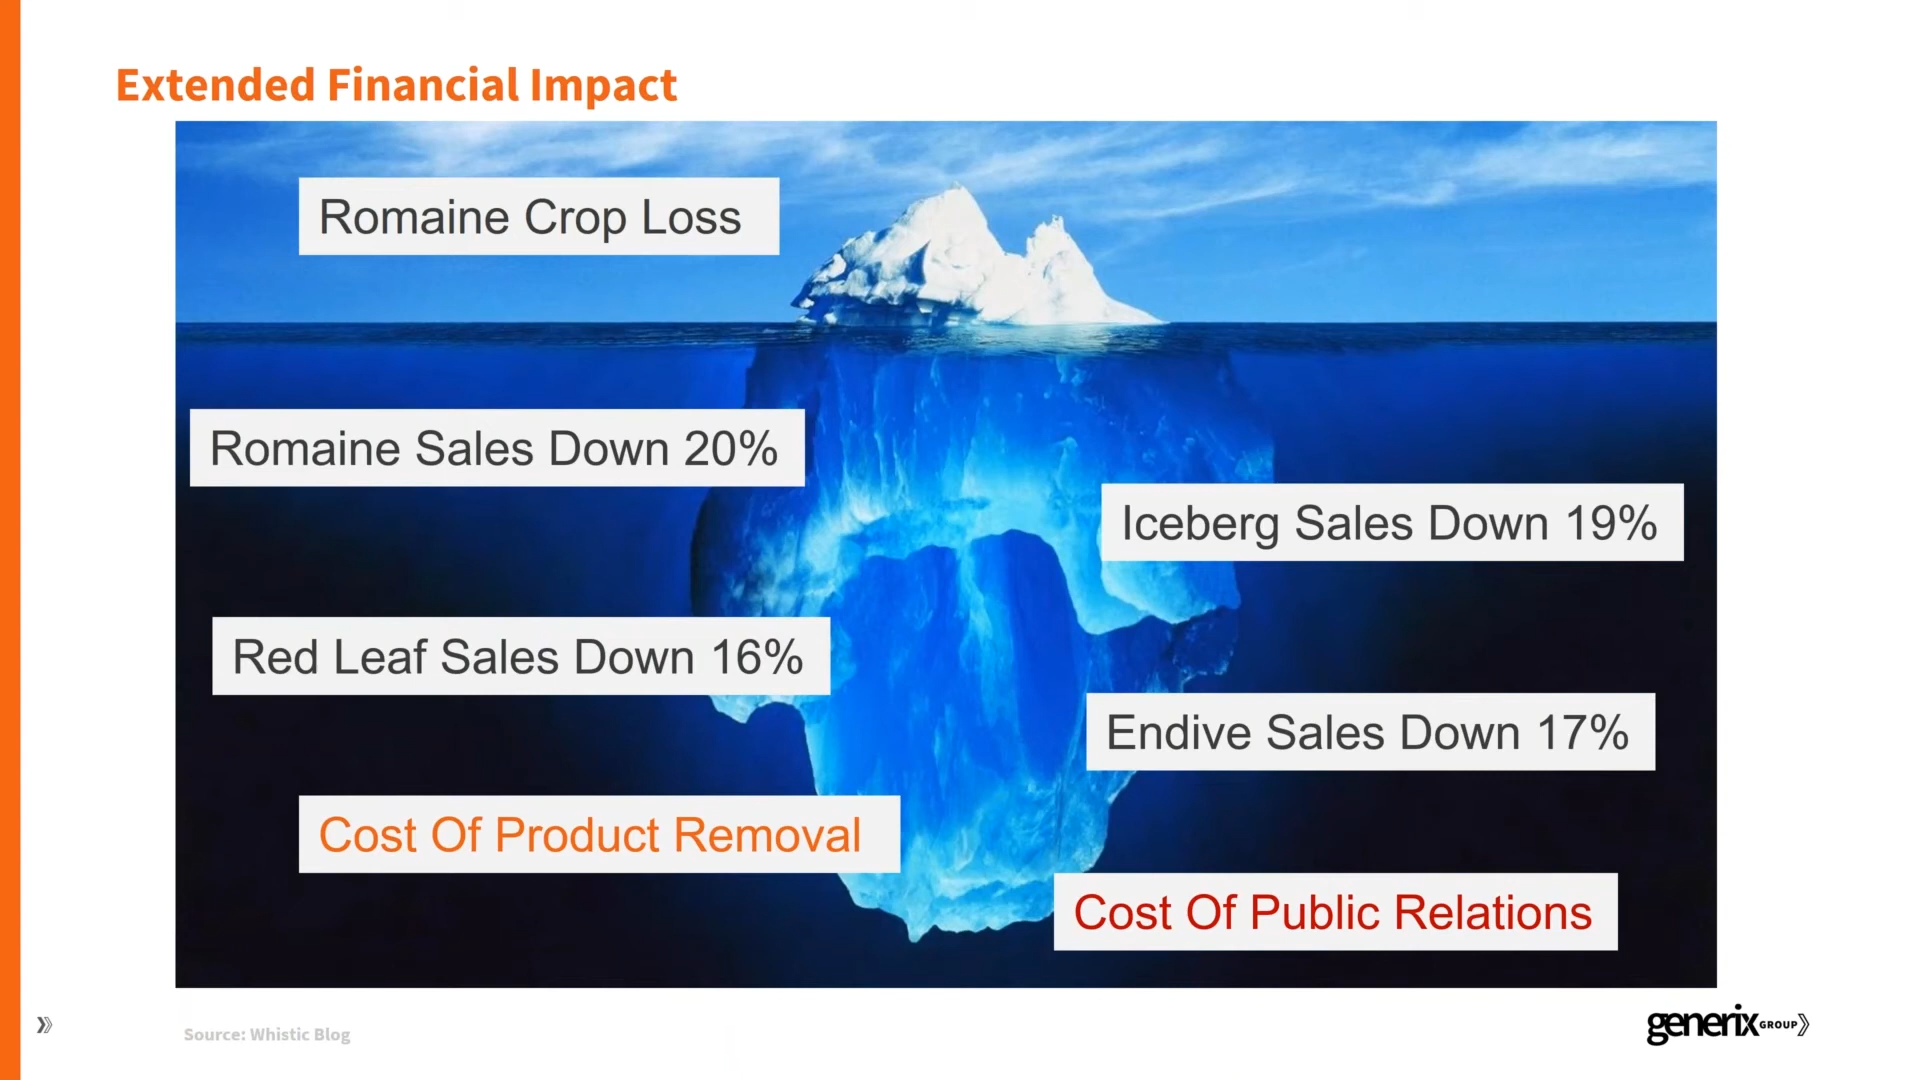 Extended Financial Impact
Romaine Crop Loss
Romaine Sales Down 20%
Iceberg Sales Down 19%
Red Leaf Sales Down 16%
Endive Sales Down 17%
Cost Of Product Removal
Cost Of Public Relations
Source: Whistic Blog
generix GROUP